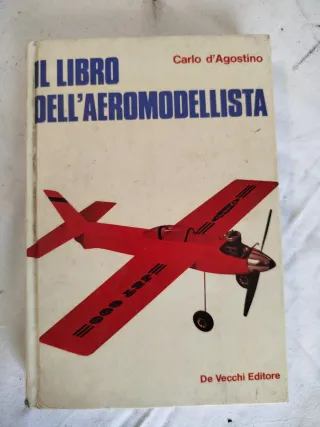 IL LIBRO
DELL'AEROMODELLISTA
Carlo d'Agostino
De Vecchi Editore